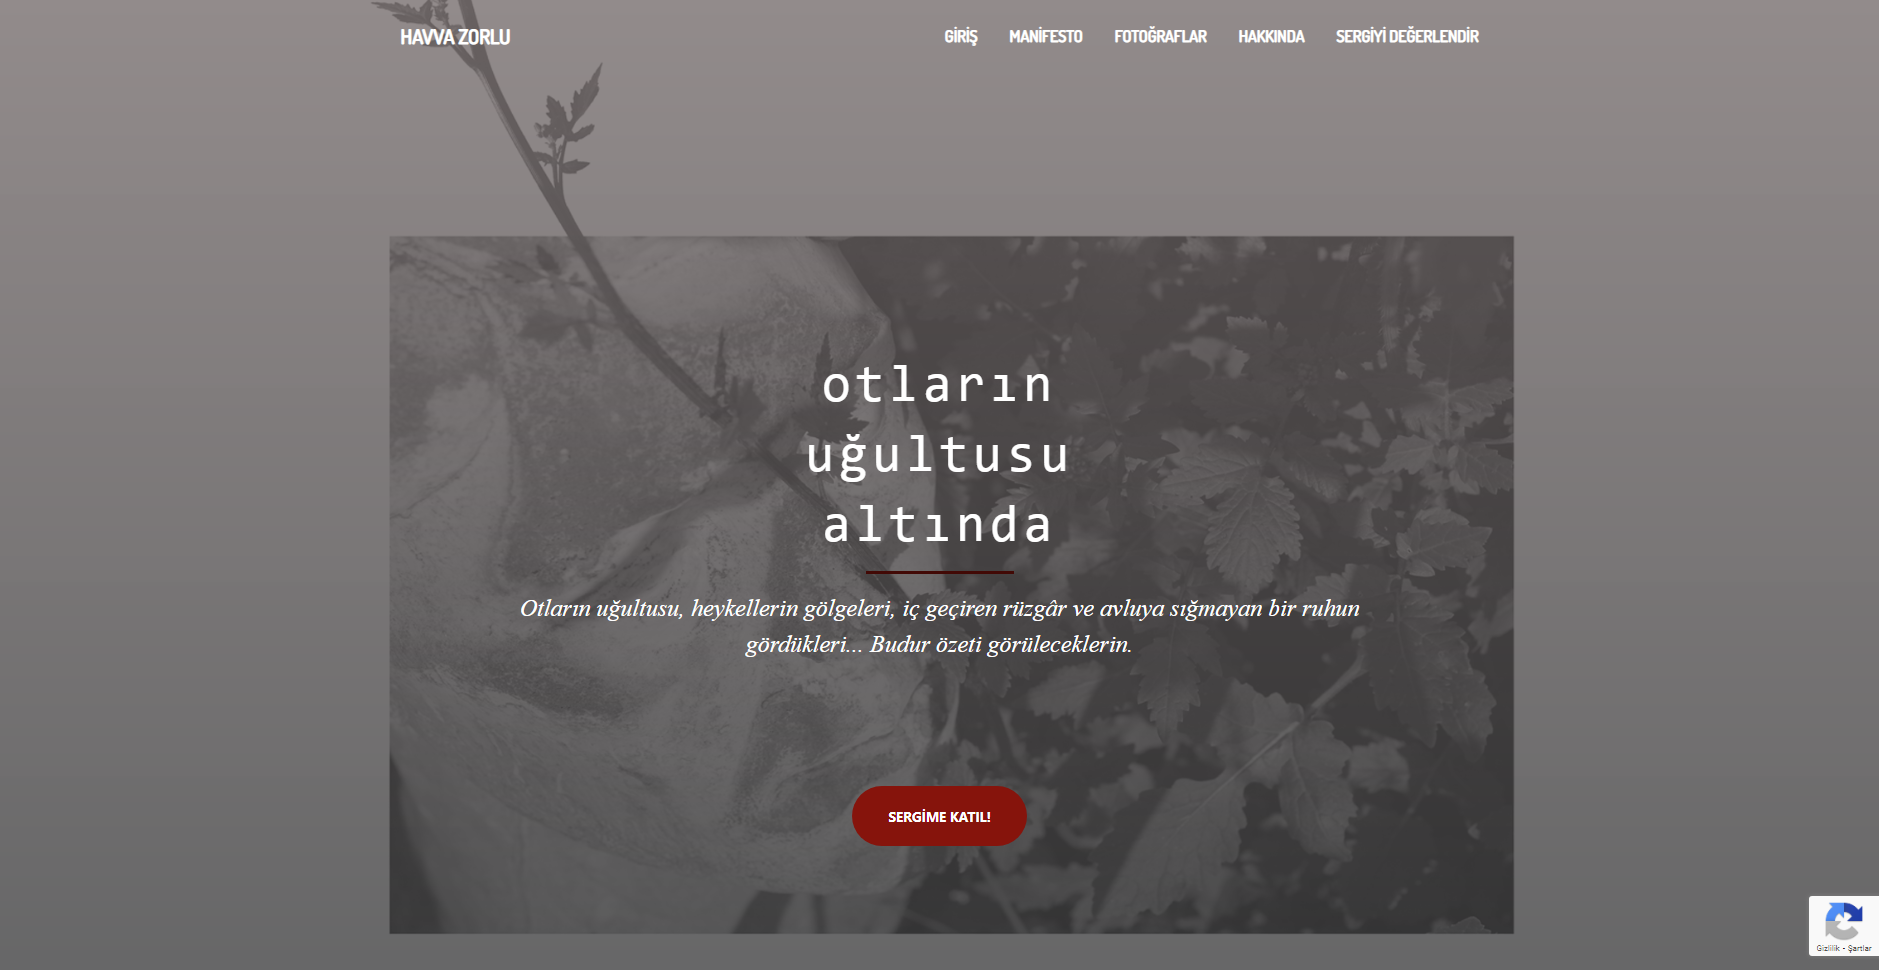 HAVVA ZORLU
GİRİŞ MANİFESTO FOTOĞRAFLAR HAKKINDA SERGİYİ DEĞERLENDİR
otların
uğultusu
altında
Otların uğultusu, heykellerin gölgeleri, iç geçiren rüzgâr ve avluya sığmayan bir ruhun
gördükleri... Budur özeti görüleceklerin.
SERGİME KATIL!
Gizlilik - Şartlar